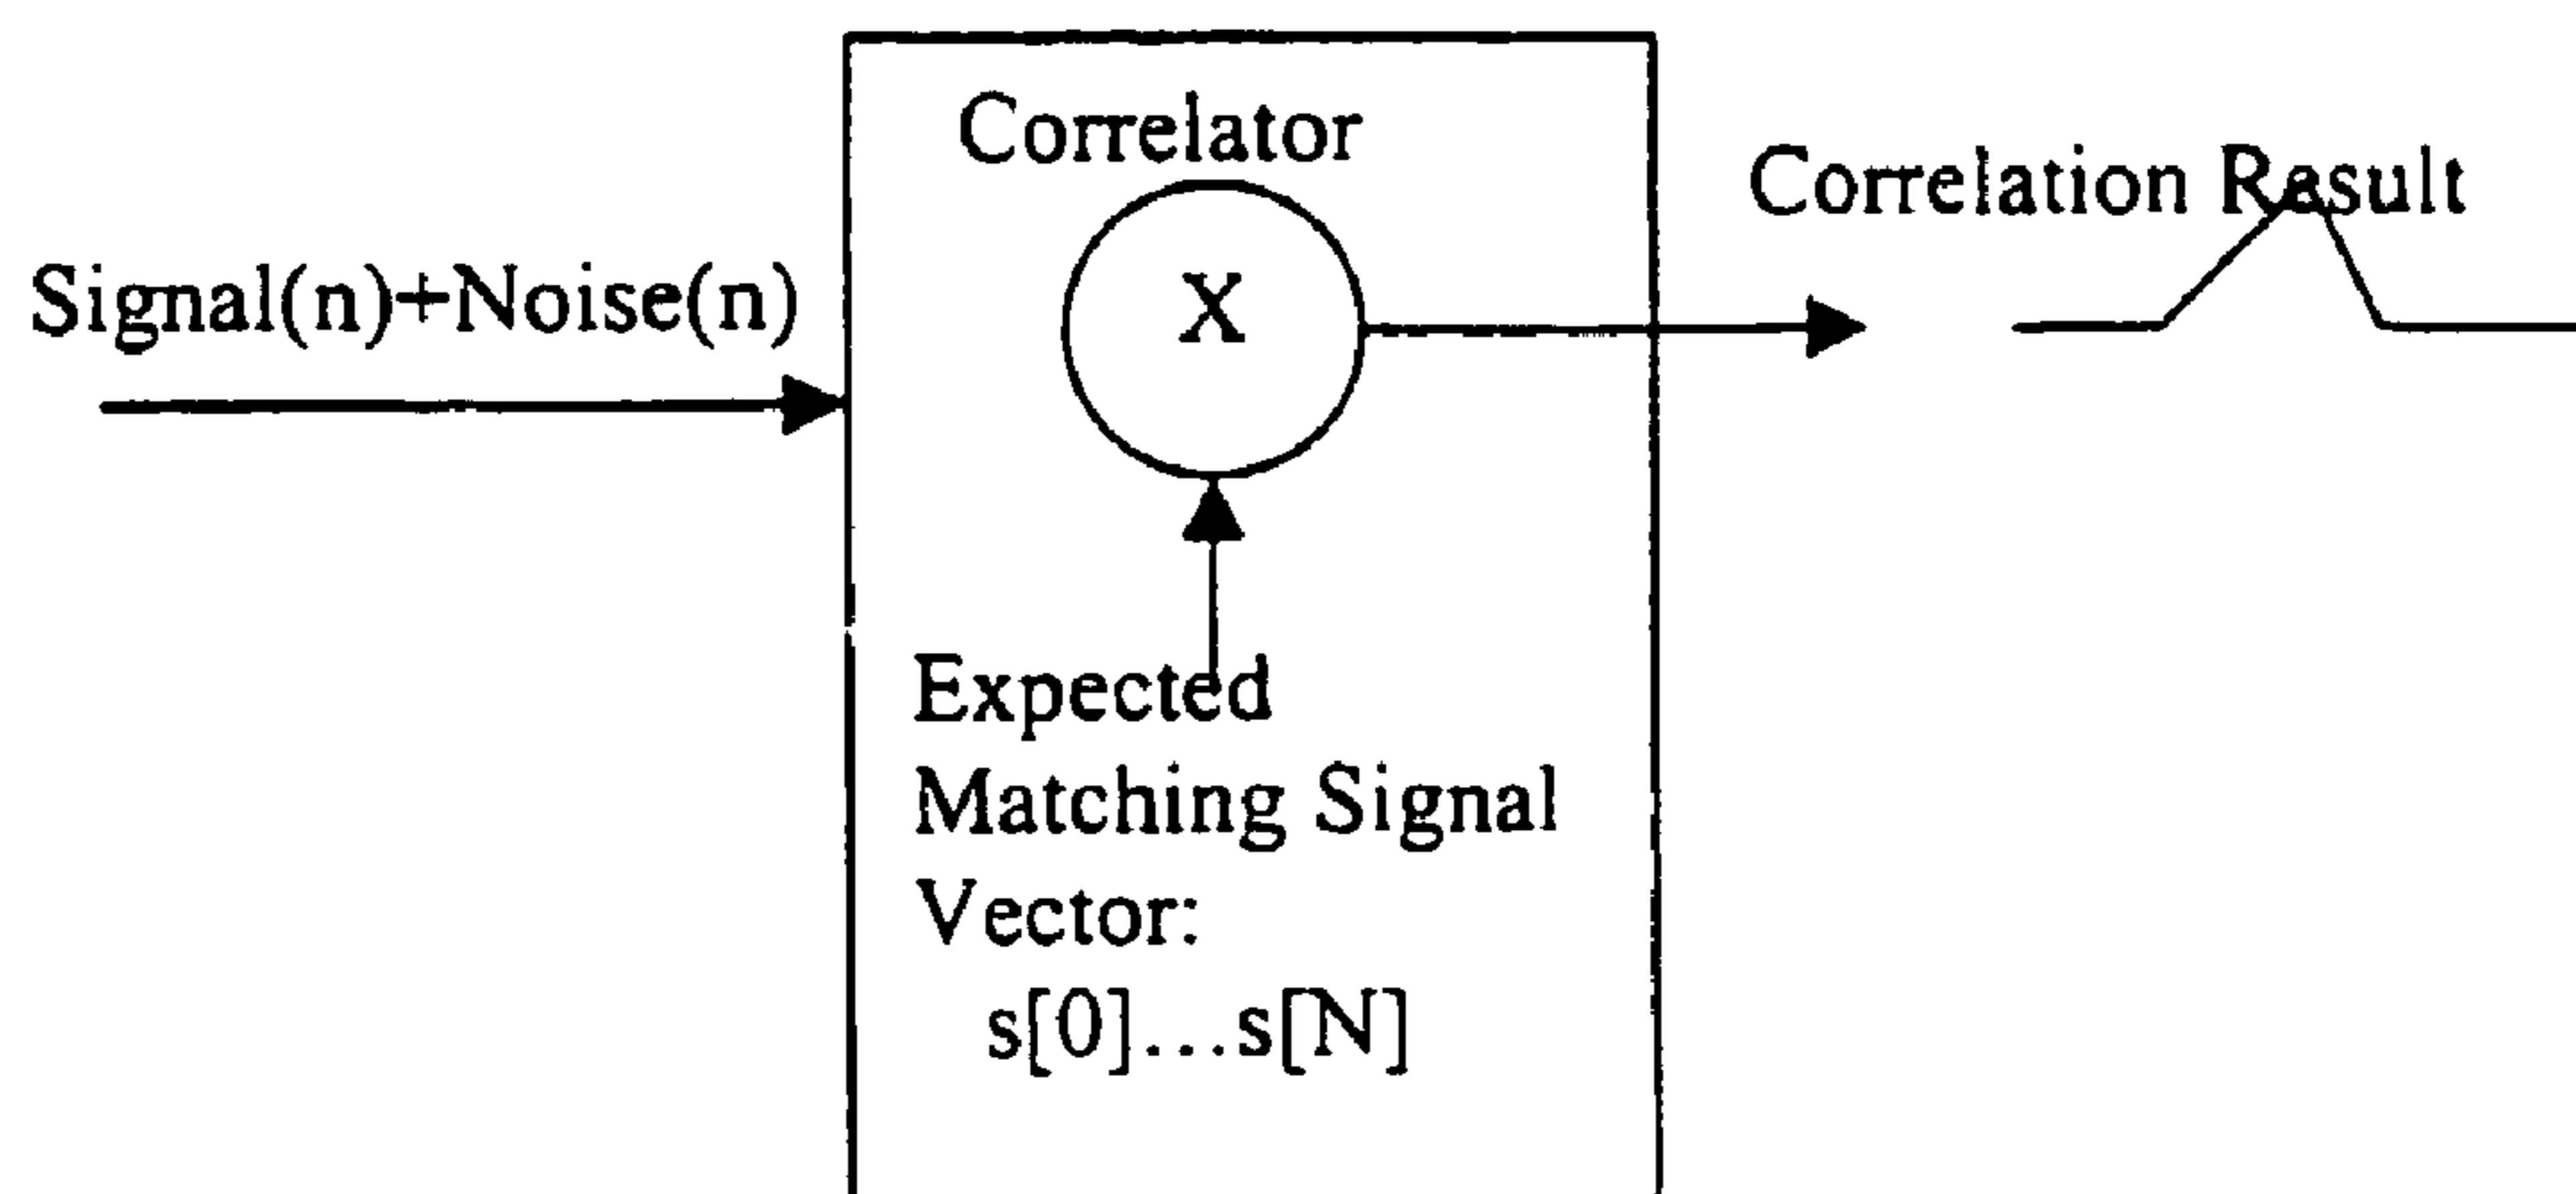 Signal(n)+Noise(n)
Correlator
X
Expected
Matching Signal
Vector:
s[0]...s[N]
Correlation Result